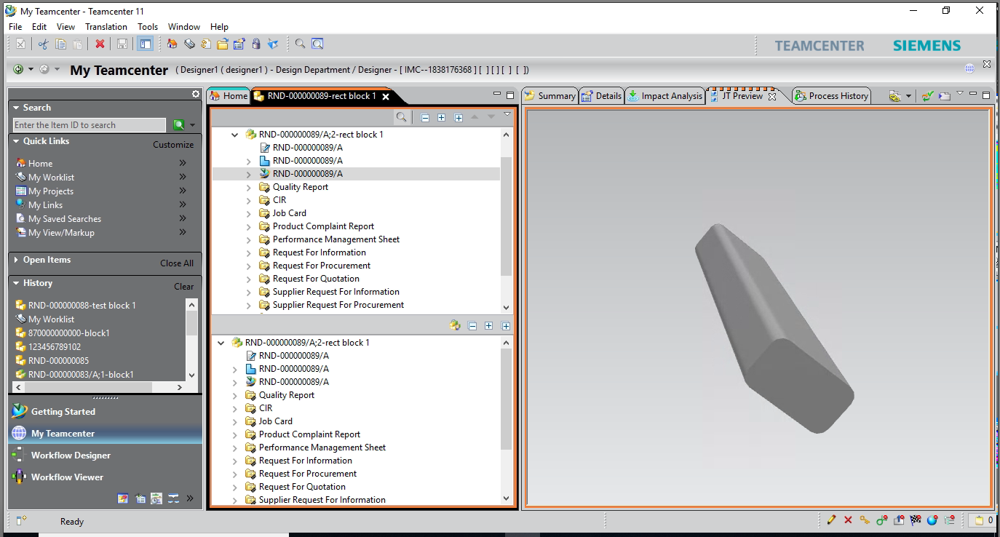 My Teamcenter - Teamcenter 11
File Edit View Translation Tools Window Help
TEAMCENTER SIEMENS
My Teamcenter ( Designer1 ( designer1 ) - Design Department / Designer - [ IMC--1838176368 ] [ ] [ ] [ ] [ ])
Search
Enter the Item ID to search
Quick Links
Customize
Home
My Worklist
My Projects
My Links
My Saved Searches
My View/Markup
Open Items
Close All
History
Clear
RND-000000088-test block 1
My Worklist
870000000000-block1
123456789102
RND-000000085
RND-000000083/A;1-block1
Getting Started
My Teamcenter
Workflow Designer
Workflow Viewer
Home RND-000000089-rect block 1
RND-000000089/A;2-rect block 1
RND-000000089/A
RND-000000089/A
RND-000000089/A
Quality Report
CIR
Job Card
Product Complaint Report
Performance Management Sheet
Request For Information
Request For Procurement
Request For Quotation
Supplier Request For Information
Supplier Request For Procurement
RND-000000089/A;2-rect block 1
RND-000000089/A
RND-000000089/A
RND-000000089/A
Quality Report
CIR
Job Card
Product Complaint Report
Performance Management Sheet
Request For Information
Request For Procurement
Request For Quotation
Supplier Request For Information
Summary Details Impact Analysis JT Preview Process History
Ready
0